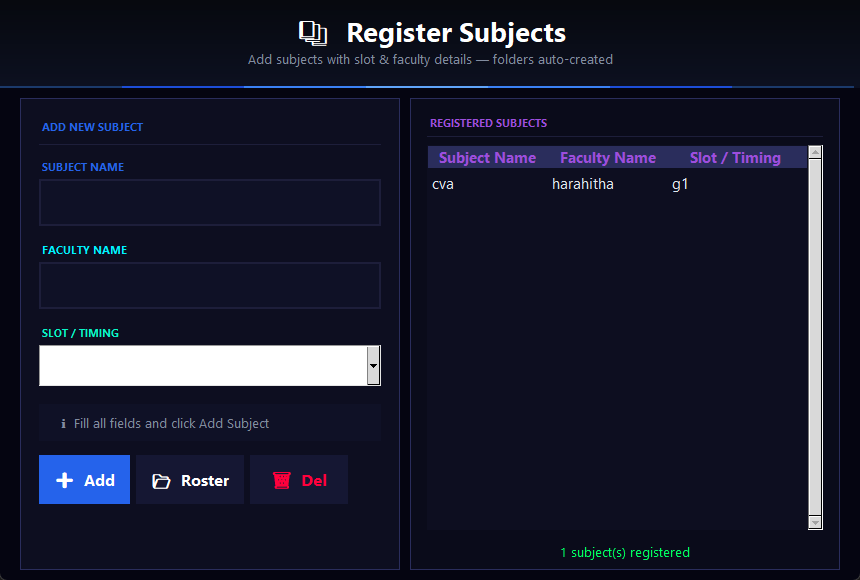 Register Subjects
Add subjects with slot & faculty details — folders auto-created
ADD NEW SUBJECT
SUBJECT NAME
FACULTY NAME
SLOT / TIMING
ℹ Fill all fields and click Add Subject
Add Roster Del
REGISTERED SUBJECTS
Subject Name Faculty Name Slot / Timing
cva harahitha g1
1 subject(s) registered